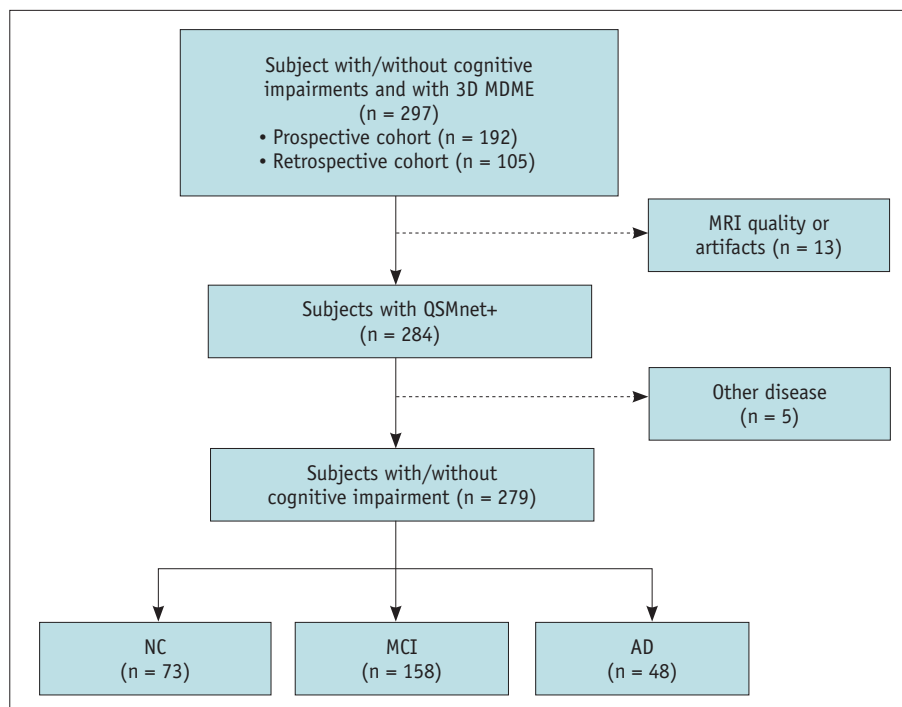 Subject with/without cognitive
impairments and with 3D MDME
(n = 297)
• Prospective cohort (n = 192)
• Retrospective cohort (n = 105)
MRI quality or
artifacts (n = 13)
Subjects with QSMnet+
(n = 284)
Other disease
(n = 5)
Subjects with/without
cognitive impairment (n = 279)
NC
(n = 73)
MCI
(n = 158)
AD
(n = 48)